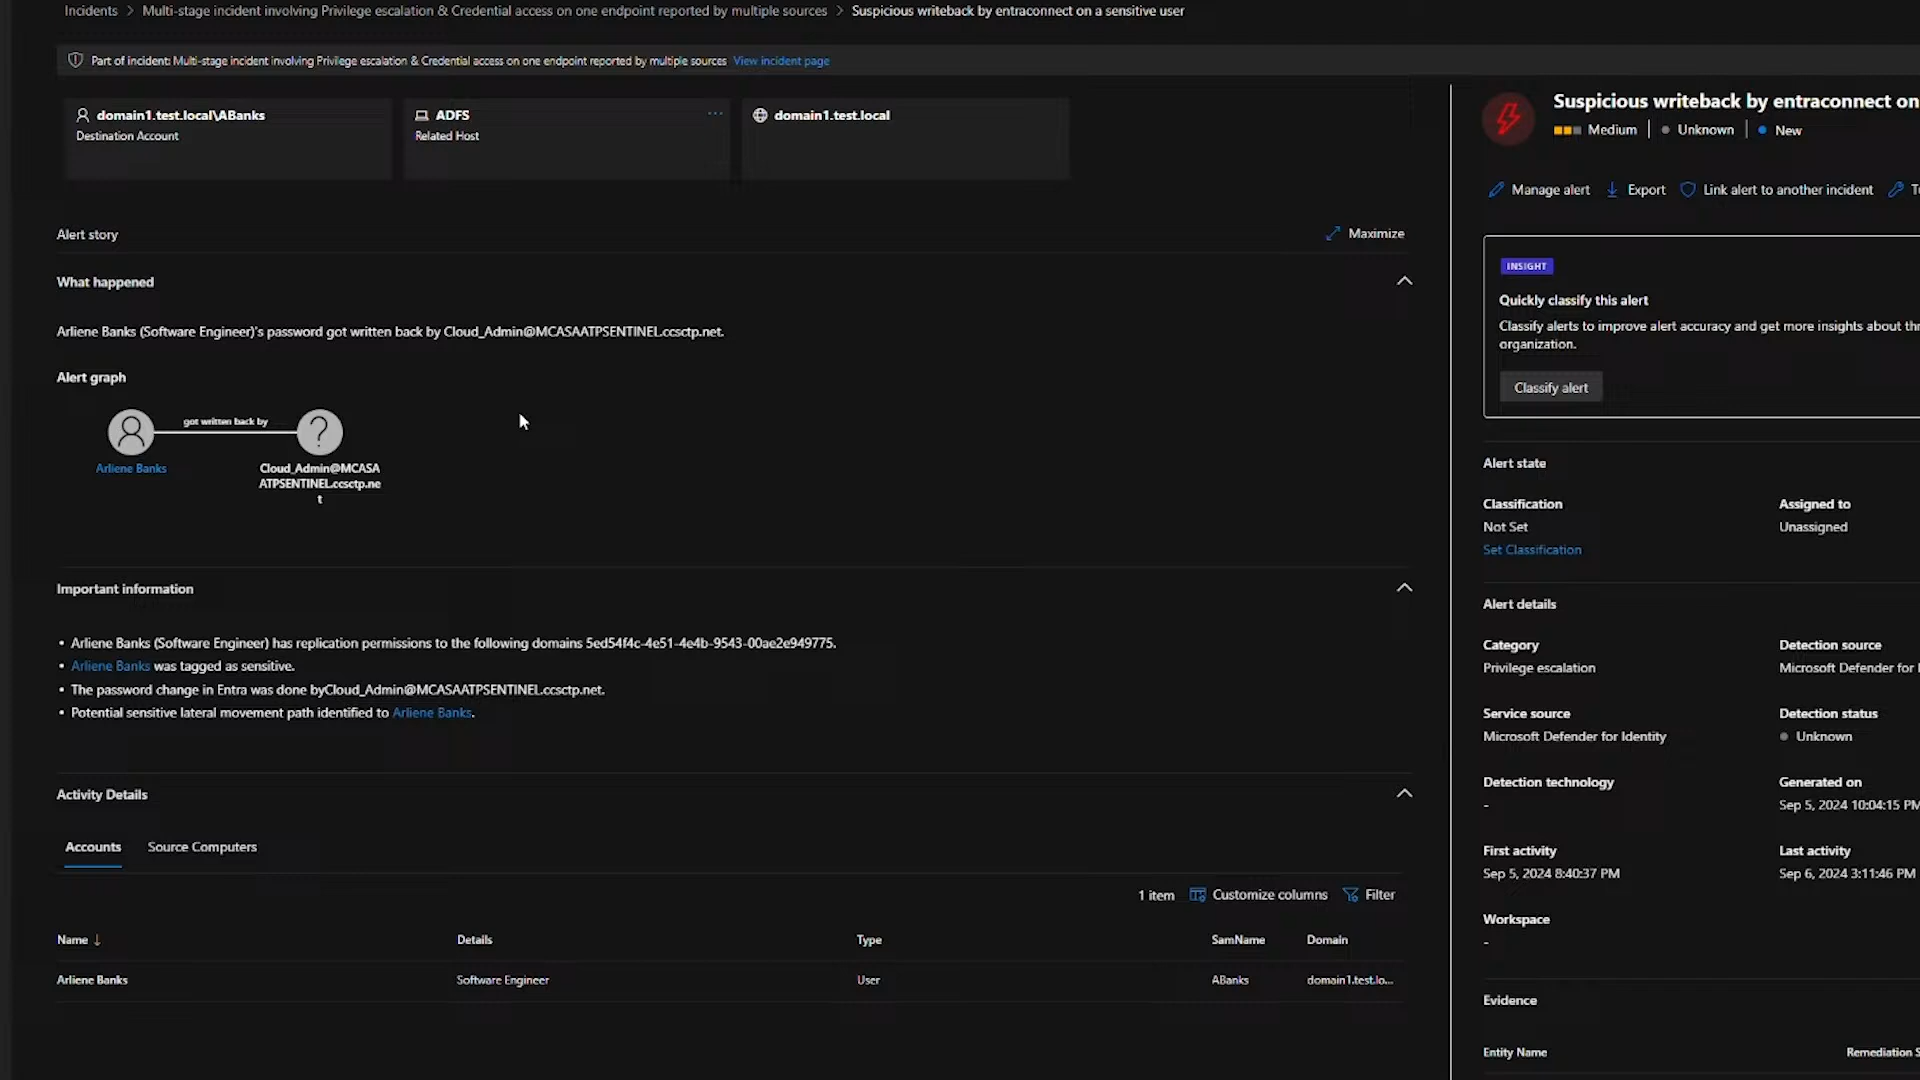 Incidents > Multi-stage incident involving Privilege escalation & Credential access on one endpoint reported by multiple sources > Suspicious writeback by entraconnect on a sensitive user
Part of incident: Multi-stage incident involving Privilege escalation & Credential access on one endpoint reported by multiple sources View incident page
domain1.test.local\ABanks
Destination Account
ADFS
Related Host
domain1.test.local
Alert story
Maximize
What happened
Arliene Banks (Software Engineer)'s password got written back by Cloud_Admin@MCASAATPSENTINEL.ccsctp.net.
Alert graph
got written back by
Arliene Banks
Cloud_Admin@MCASA
ATPSENTINEL.ccsctp.ne
t
Important information
• Arliene Banks (Software Engineer) has replication permissions to the following domains 5ed54f4c-4e51-4e4b-9543-00ae2e949775.
• Arliene Banks was tagged as sensitive.
• The password change in Entra was done byCloud_Admin@MCASAATPSENTINEL.ccsctp.net.
• Potential sensitive lateral movement path identified to Arliene Banks.
Activity Details
Accounts Source Computers
1 item Customize columns Filter
Name ↓ Details Type SamName Domain
Arliene Banks Software Engineer User ABanks domain1.test.lo...
Suspicious writeback by entraconnect on
Medium Unknown New
Manage alert Export Link alert to another incident
INSIGHT
Quickly classify this alert
Classify alerts to improve alert accuracy and get more insights about
organization.
Classify alert
Alert state
Classification Assigned to
Not Set Unassigned
Set Classification
Alert details
Category Detection source
Privilege escalation Microsoft Defender for
Service source Detection status
Microsoft Defender for Identity Unknown
Detection technology Generated on
- Sep 5, 2024 10:04:15 PM
First activity Last activity
Sep 5, 2024 8:40:37 PM Sep 6, 2024 3:11:46 PM
Workspace
-
Evidence
Entity Name Remediation